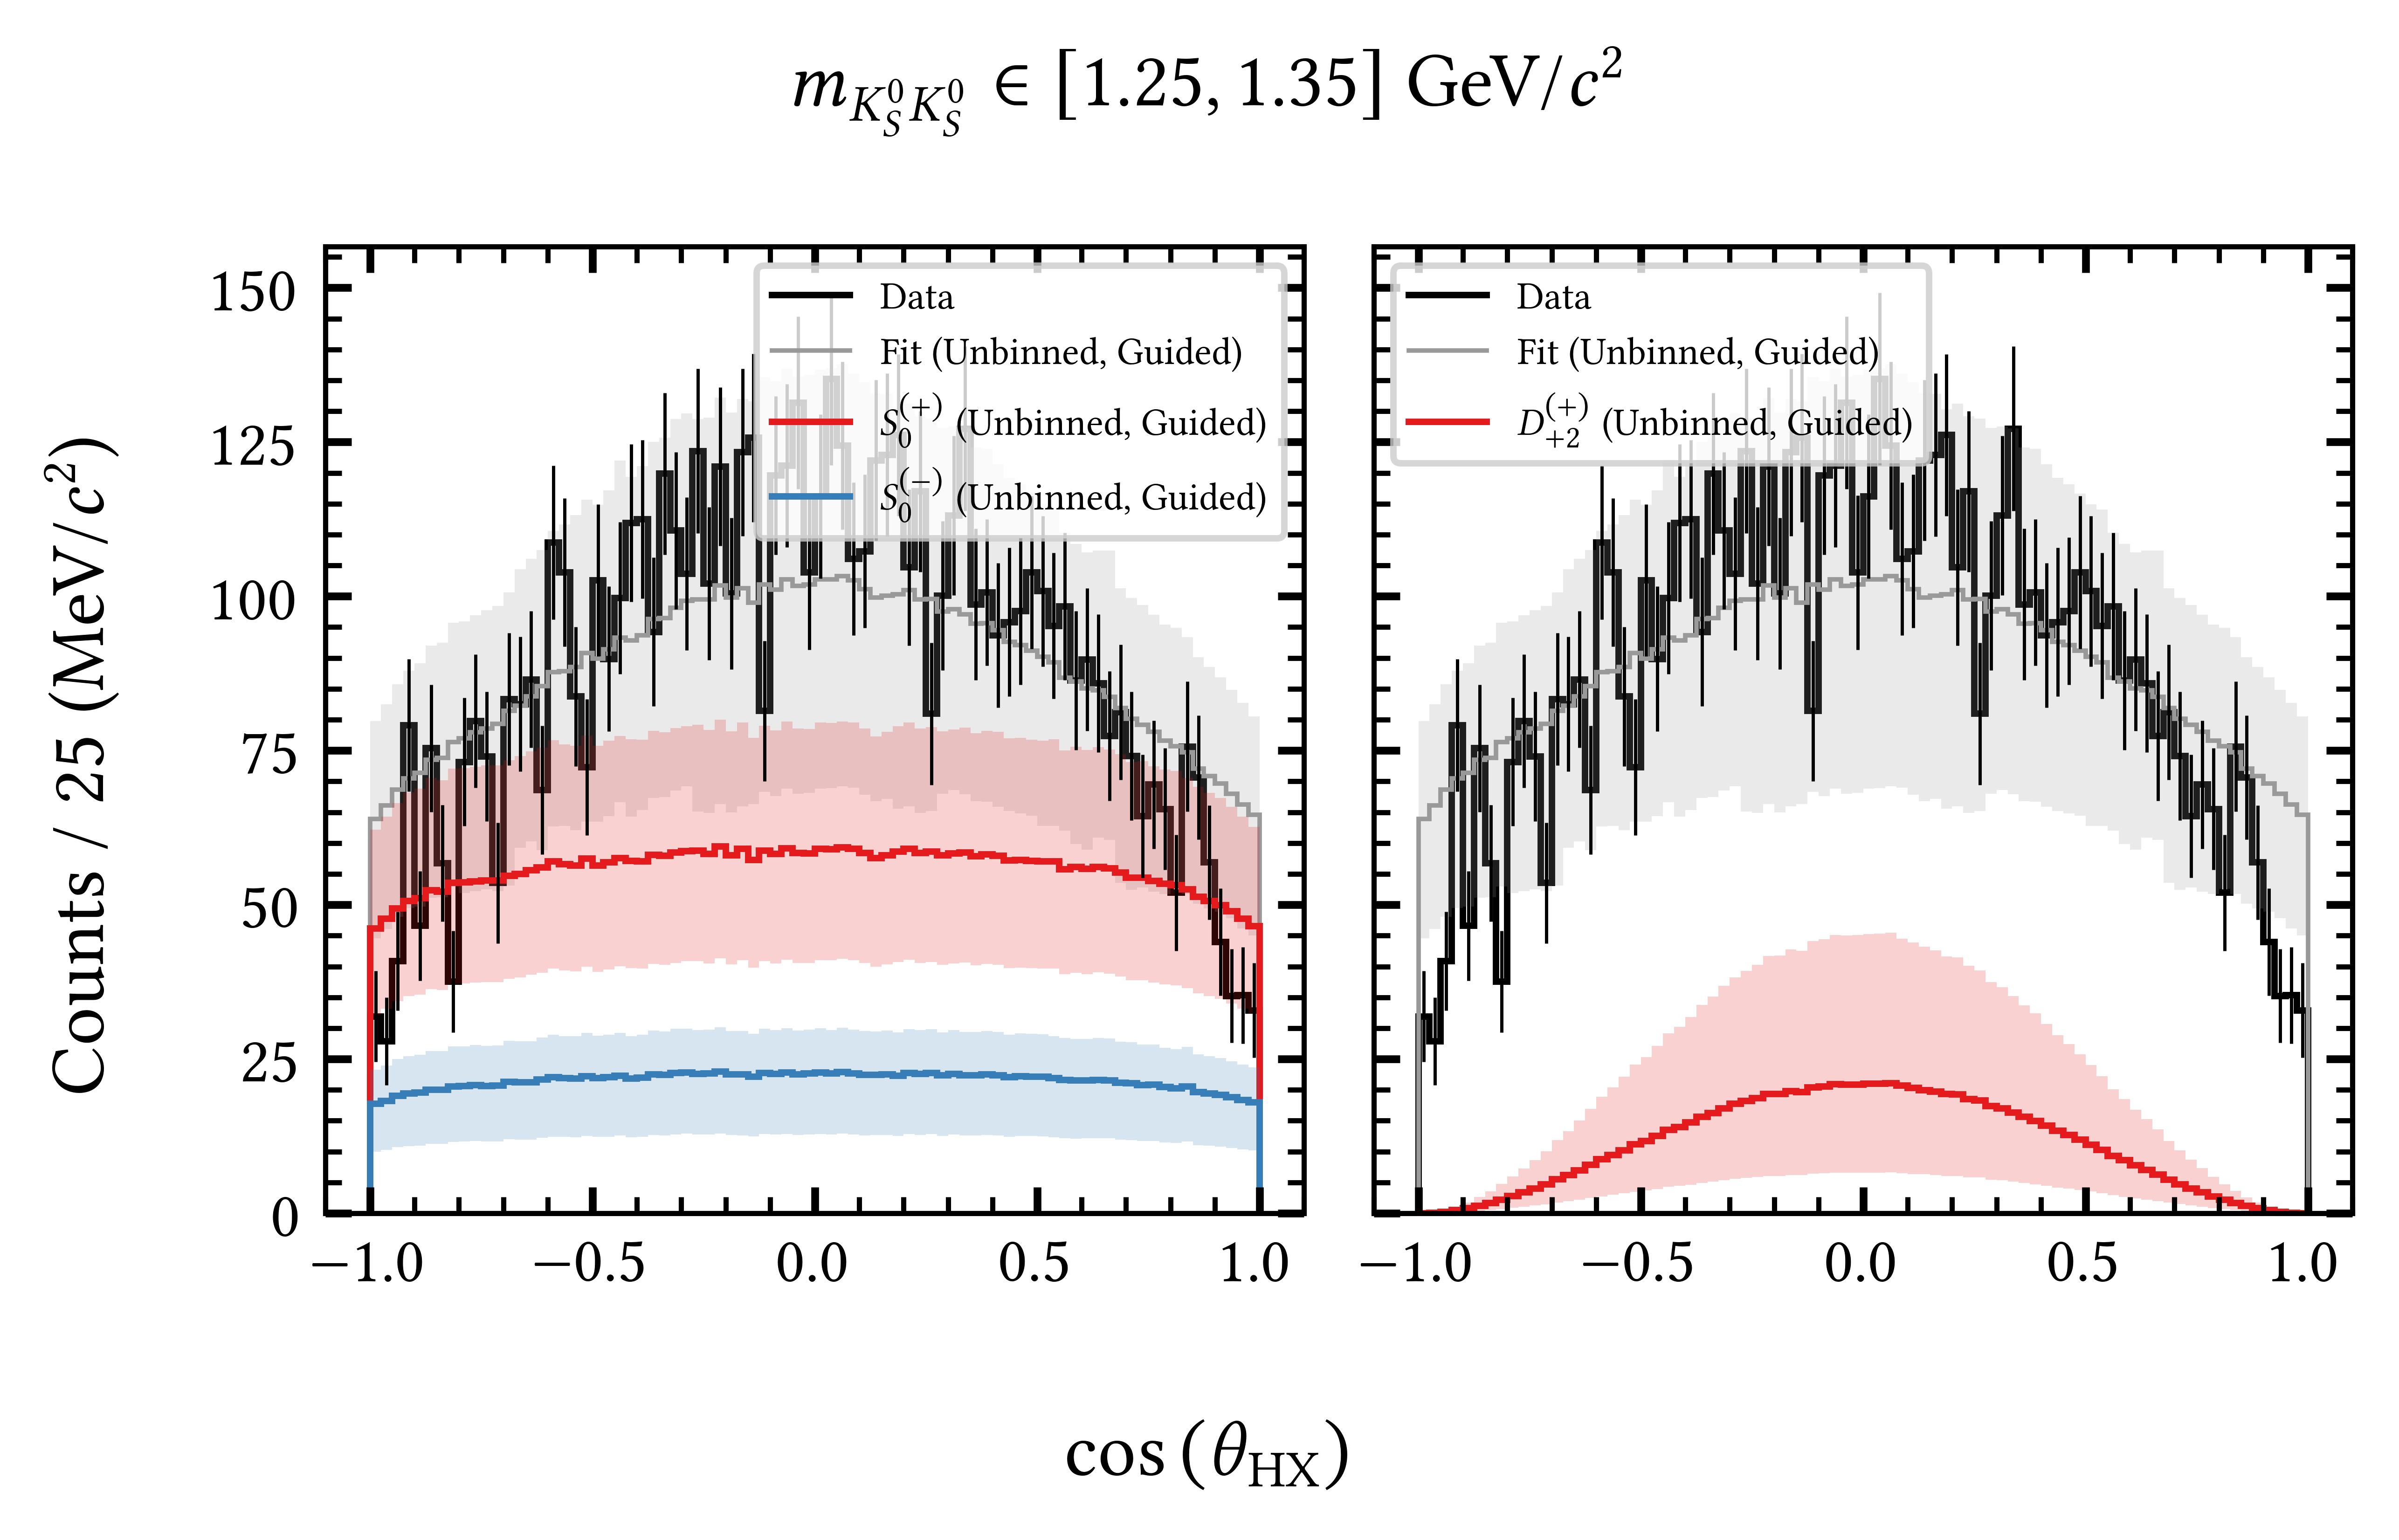 m_{K_S^0 K_S^0} ∈ [1.25, 1.35] GeV/c²
Counts / 25 (MeV/c²)
150
125
100
75
50
25
0
Data
Fit (Unbinned, Guided)
S_0^{(+)} (Unbinned, Guided)
S_0^{(−)} (Unbinned, Guided)
−1.0 −0.5 0.0 0.5 1.0
Data
Fit (Unbinned, Guided)
D_{+2}^{(+)} (Unbinned, Guided)
−1.0 −0.5 0.0 0.5 1.0
cos (θ_{HX})